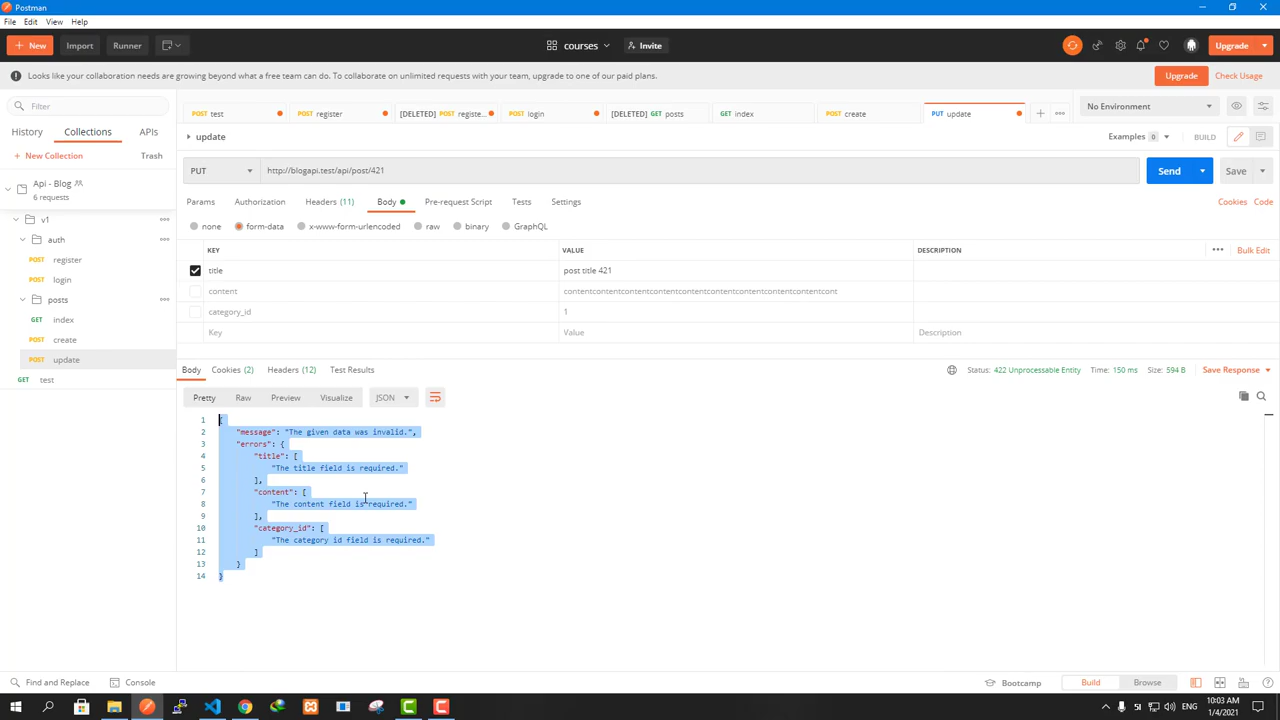 Postman
File Edit View Help
New Import Runner courses Invite Upgrade
Looks like your collaboration needs are growing beyond what a free team can do. To collaborate on unlimited requests with your team, upgrade to one of our paid plans. Upgrade Check Usage
Filter
History Collections APIs
+ New Collection Trash
Api - Blog
6 requests
v1
auth
POST register
POST login
posts
GET index
POST create
POST update
GET test
POST test POST register [DELETED] POST registe... POST login [DELETED] GET posts GET index POST create PUT update No Environment
update Examples 0 BUILD
PUT http://blogapi.test/api/post/421 Send Save
Params Authorization Headers (11) Body Pre-request Script Tests Settings Cookies Code
none form-data x-www-form-urlencoded raw binary GraphQL
KEY VALUE DESCRIPTION Bulk Edit
title post title 421
content contentcontentcontentcontentcontentcontentcontentcontentcontentcont
category_id 1
Key Value Description
Body Cookies (2) Headers (12) Test Results Status: 422 Unprocessable Entity Time: 150 ms Size: 594 B Save Response
Pretty Raw Preview Visualize JSON
1 {
2 "message": "The given data was invalid.",
3 "errors": {
4 "title": [
5 "The title field is required."
6 ],
7 "content": [
8 "The content field is required."
9 ],
10 "category_id": [
11 "The category id field is required."
12 ]
13 }
14 }
Find and Replace Console Bootcamp Build Browse
ENG 10:03 AM
1/4/2021